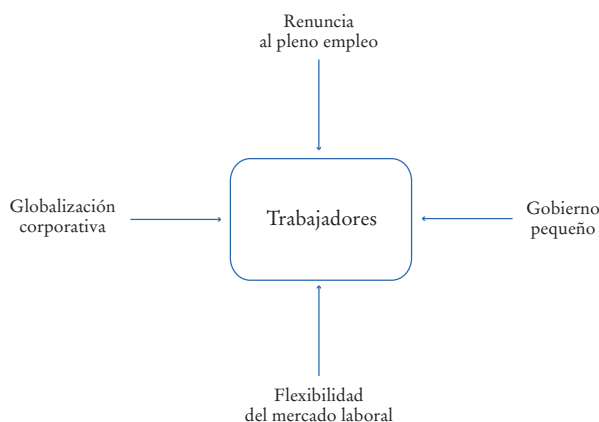 Renuncia
al pleno empleo
Globalización
corporativa
Trabajadores
Gobierno
pequeño
Flexibilidad
del mercado laboral